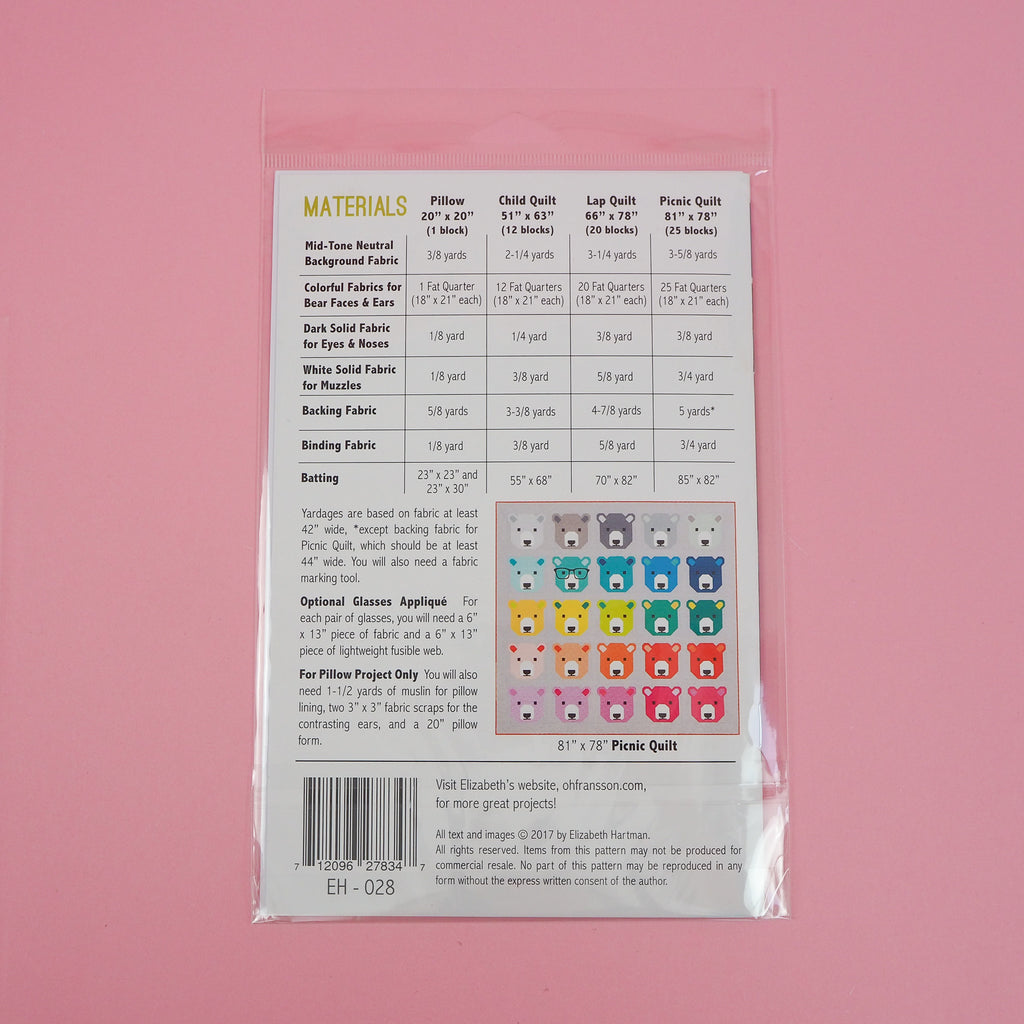 MATERIALS
Pillow Child Quilt Lap Quilt Picnic Quilt
20” x 20” 51” x 63” 66” x 78” 81” x 78”
(1 block) (12 blocks) (20 blocks) (25 blocks)
Mid-Tone Neutral
Background Fabric 3/8 yards 2-1/4 yards 3-1/4 yards 3-5/8 yards
Colorful Fabrics for 1 Fat Quarter 12 Fat Quarters 20 Fat Quarters 25 Fat Quarters
Bear Faces & Ears (18” x 21” each) (18” x 21” each) (18” x 21” each) (18” x 21” each)
Dark Solid Fabric
for Eyes & Noses 1/8 yard 1/4 yard 3/8 yard 3/8 yard
White Solid Fabric
for Muzzles 1/8 yard 3/8 yard 5/8 yard 3/4 yard
Backing Fabric 5/8 yards 3-3/8 yards 4-7/8 yards 5 yards*
Binding Fabric 1/8 yard 3/8 yard 5/8 yard 3/4 yard
Batting 23” x 23” and 55” x 68” 70” x 82” 85” x 82”
23” x 30”
Yardages are based on fabric at least
42” wide, *except backing fabric for
Picnic Quilt, which should be at least
44” wide. You will also need a fabric
marking tool.
Optional Glasses Appliqué For
each pair of glasses, you will need a 6”
x 13” piece of fabric and a 6” x 13”
piece of lightweight fusible web.
For Pillow Project Only You will also
need 1-1/2 yards of muslin for pillow
lining, two 3” x 3” fabric scraps for the
contrasting ears, and a 20” pillow
form.
81” x 78” Picnic Quilt
7 12096 27834 7
EH - 028
Visit Elizabeth’s website, ohfransson.com,
for more great projects!
All text and images © 2017 by Elizabeth Hartman.
All rights reserved. Items from this pattern may not be produced for
commercial resale. No part of this pattern may be reproduced in any
form without the express written consent of the author.